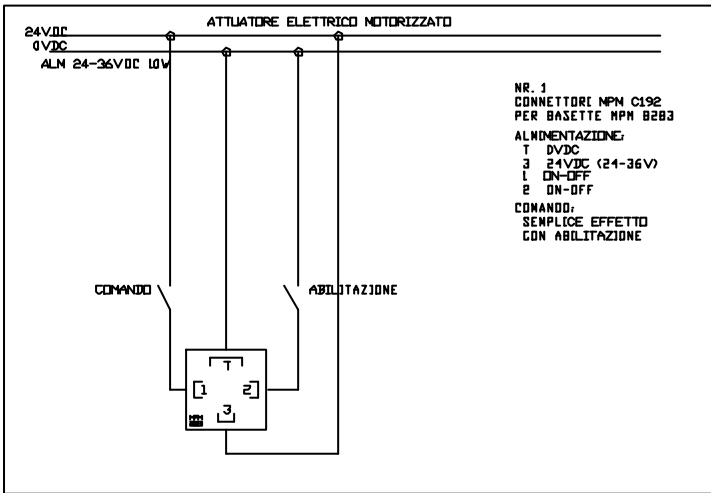 ATTUATORE ELETTRICO MOTORIZZATO
24VDC
0VDC
ALM 24-36VDC 10W
NR. 1
CONNETTORE MPM C192
PER BASETTE MPM B2B3
ALIMENTAZIONE:
T 0VDC
3 24VDC (24-36V)
1 ON-OFF
2 ON-OFF
COMANDO:
SEMPLICE EFFETTO
CON ABILITAZIONE
COMANDO
ABILITAZIONE
T
1 2
3